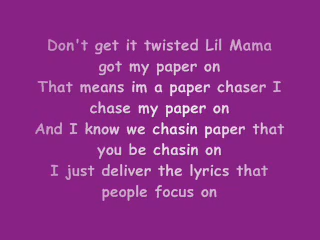 Don't get it twisted Lil Mama
got my paper on
That means im a paper chaser I
chase my paper on
And I know we chasin paper that
you be chasin on
I just deliver the lyrics that
people focus on